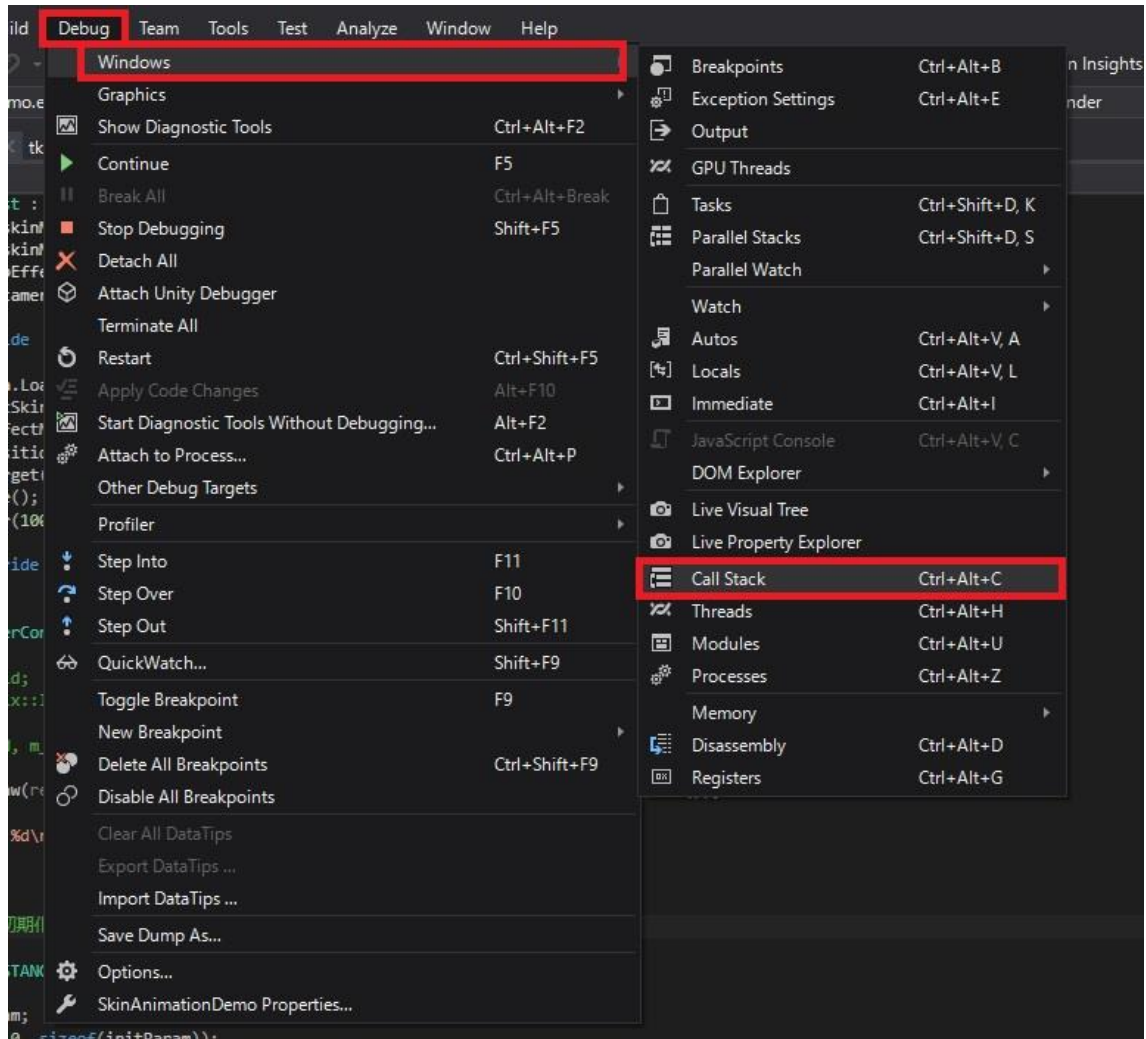 ild Debug Team Tools Test Analyze Window Help
Windows
Graphics
Show Diagnostic Tools Ctrl+Alt+F2
Continue F5
Break All Ctrl+Alt+Break
Stop Debugging Shift+F5
Detach All
Attach Unity Debugger
Terminate All
Restart Ctrl+Shift+F5
Apply Code Changes Alt+F10
Start Diagnostic Tools Without Debugging... Alt+F2
Attach to Process... Ctrl+Alt+P
Other Debug Targets
Profiler
Step Into F11
Step Over F10
Step Out Shift+F11
QuickWatch... Shift+F9
Toggle Breakpoint F9
New Breakpoint
Delete All Breakpoints Ctrl+Shift+F9
Disable All Breakpoints
Clear All DataTips
Export DataTips ...
Import DataTips ...
Save Dump As...
Options...
SkinAnimationDemo Properties...
Breakpoints Ctrl+Alt+B
Exception Settings Ctrl+Alt+E
Output
GPU Threads
Tasks Ctrl+Shift+D, K
Parallel Stacks Ctrl+Shift+D, S
Parallel Watch
Watch
Autos Ctrl+Alt+V, A
Locals Ctrl+Alt+V, L
Immediate Ctrl+Alt+I
JavaScript Console Ctrl+Alt+V, C
DOM Explorer
Live Visual Tree
Live Property Explorer
Call Stack Ctrl+Alt+C
Threads Ctrl+Alt+H
Modules Ctrl+Alt+U
Processes Ctrl+Alt+Z
Memory
Disassembly Ctrl+Alt+D
Registers Ctrl+Alt+G
n Insights
nder
mo.e
tk